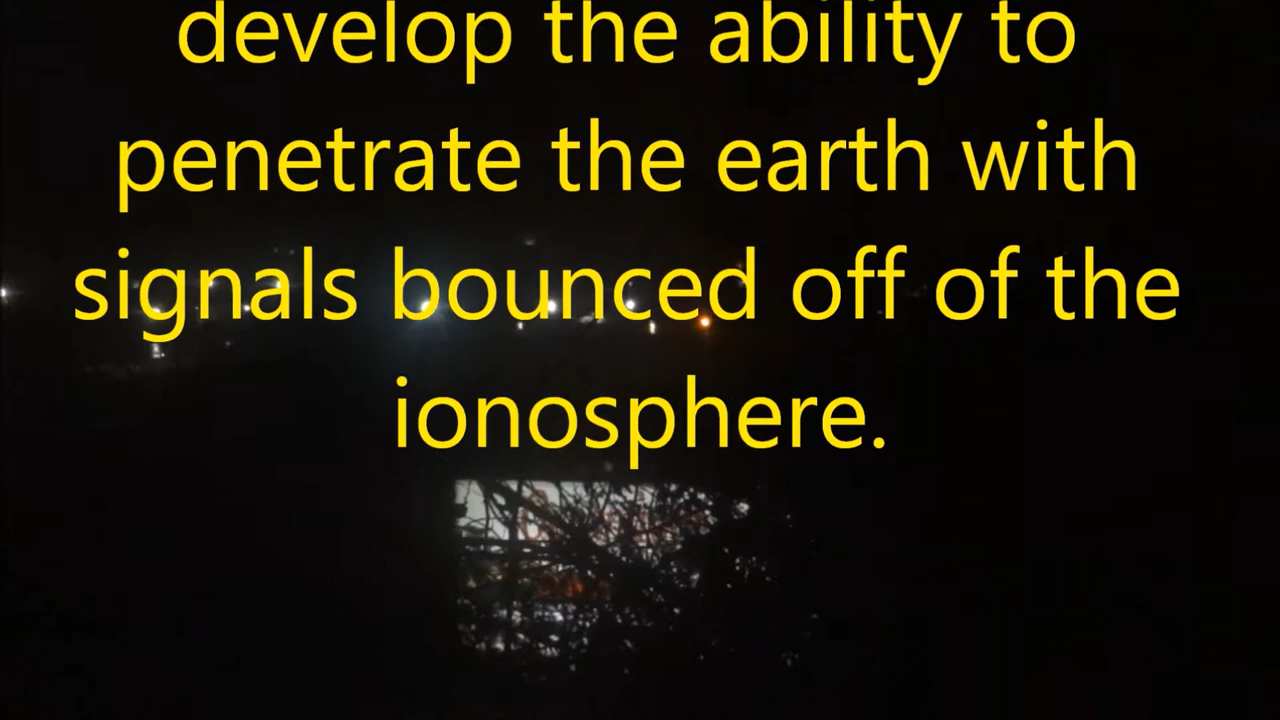 develop the ability to
penetrate the earth with
signals bounced off of the
ionosphere.